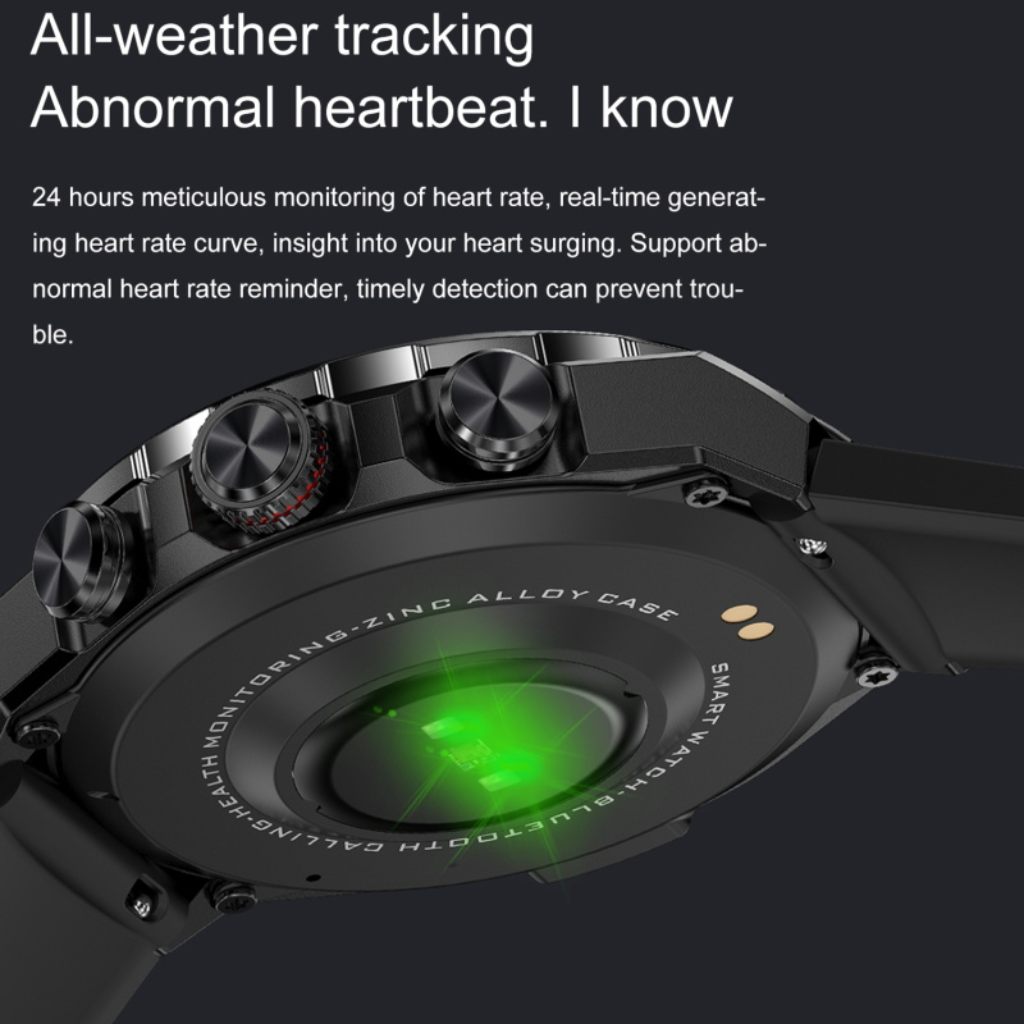 All-weather tracking
Abnormal heartbeat. I know
24 hours meticulous monitoring of heart rate, real-time generat-
ing heart rate curve, insight into your heart surging. Support ab-
normal heart rate reminder, timely detection can prevent trou-
ble.
SMART WATCH-BLUETOOTH CALLING-HEALTH MONITORING-ZINC ALLOY CASE